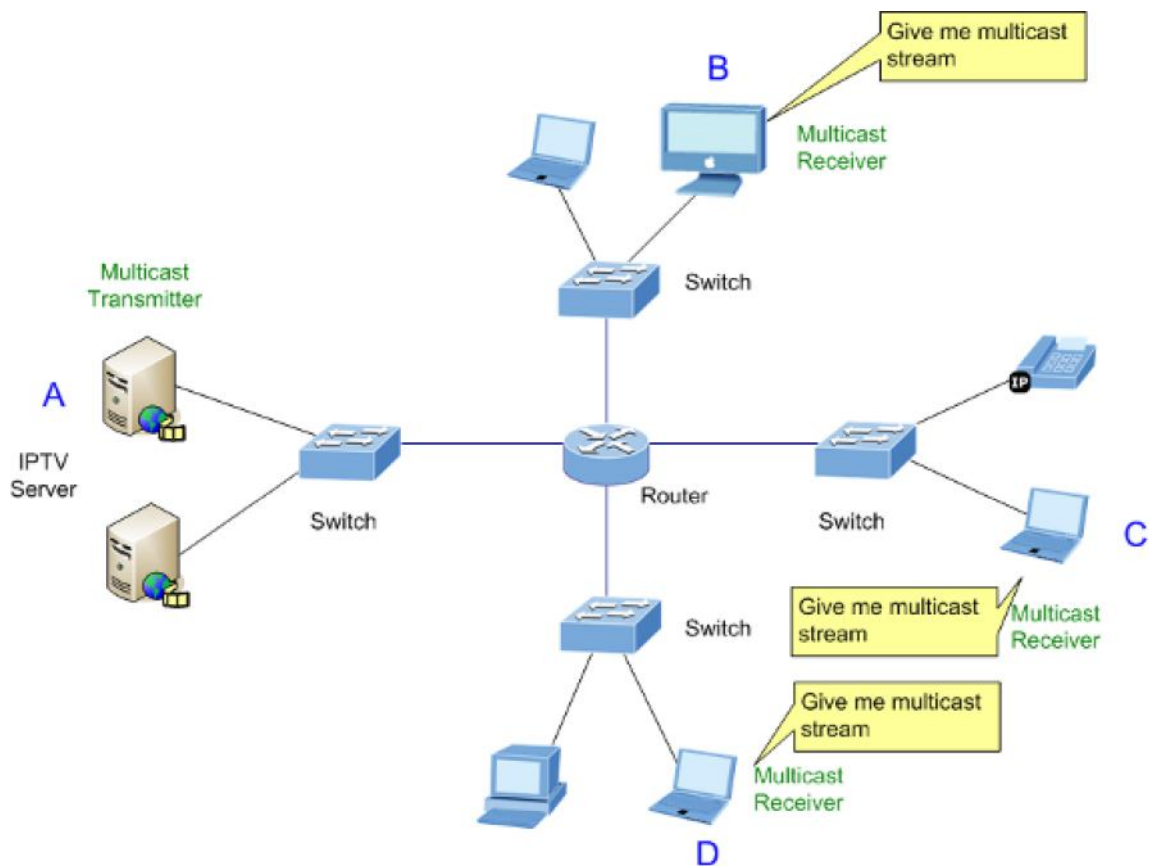 Give me multicast
stream
B
Multicast
Receiver
Switch
Multicast
Transmitter
A
IPTV
Server
Switch
Router
IP
Switch
C
Give me multicast
stream
Multicast
Receiver
Switch
Give me multicast
stream
Multicast
Receiver
D